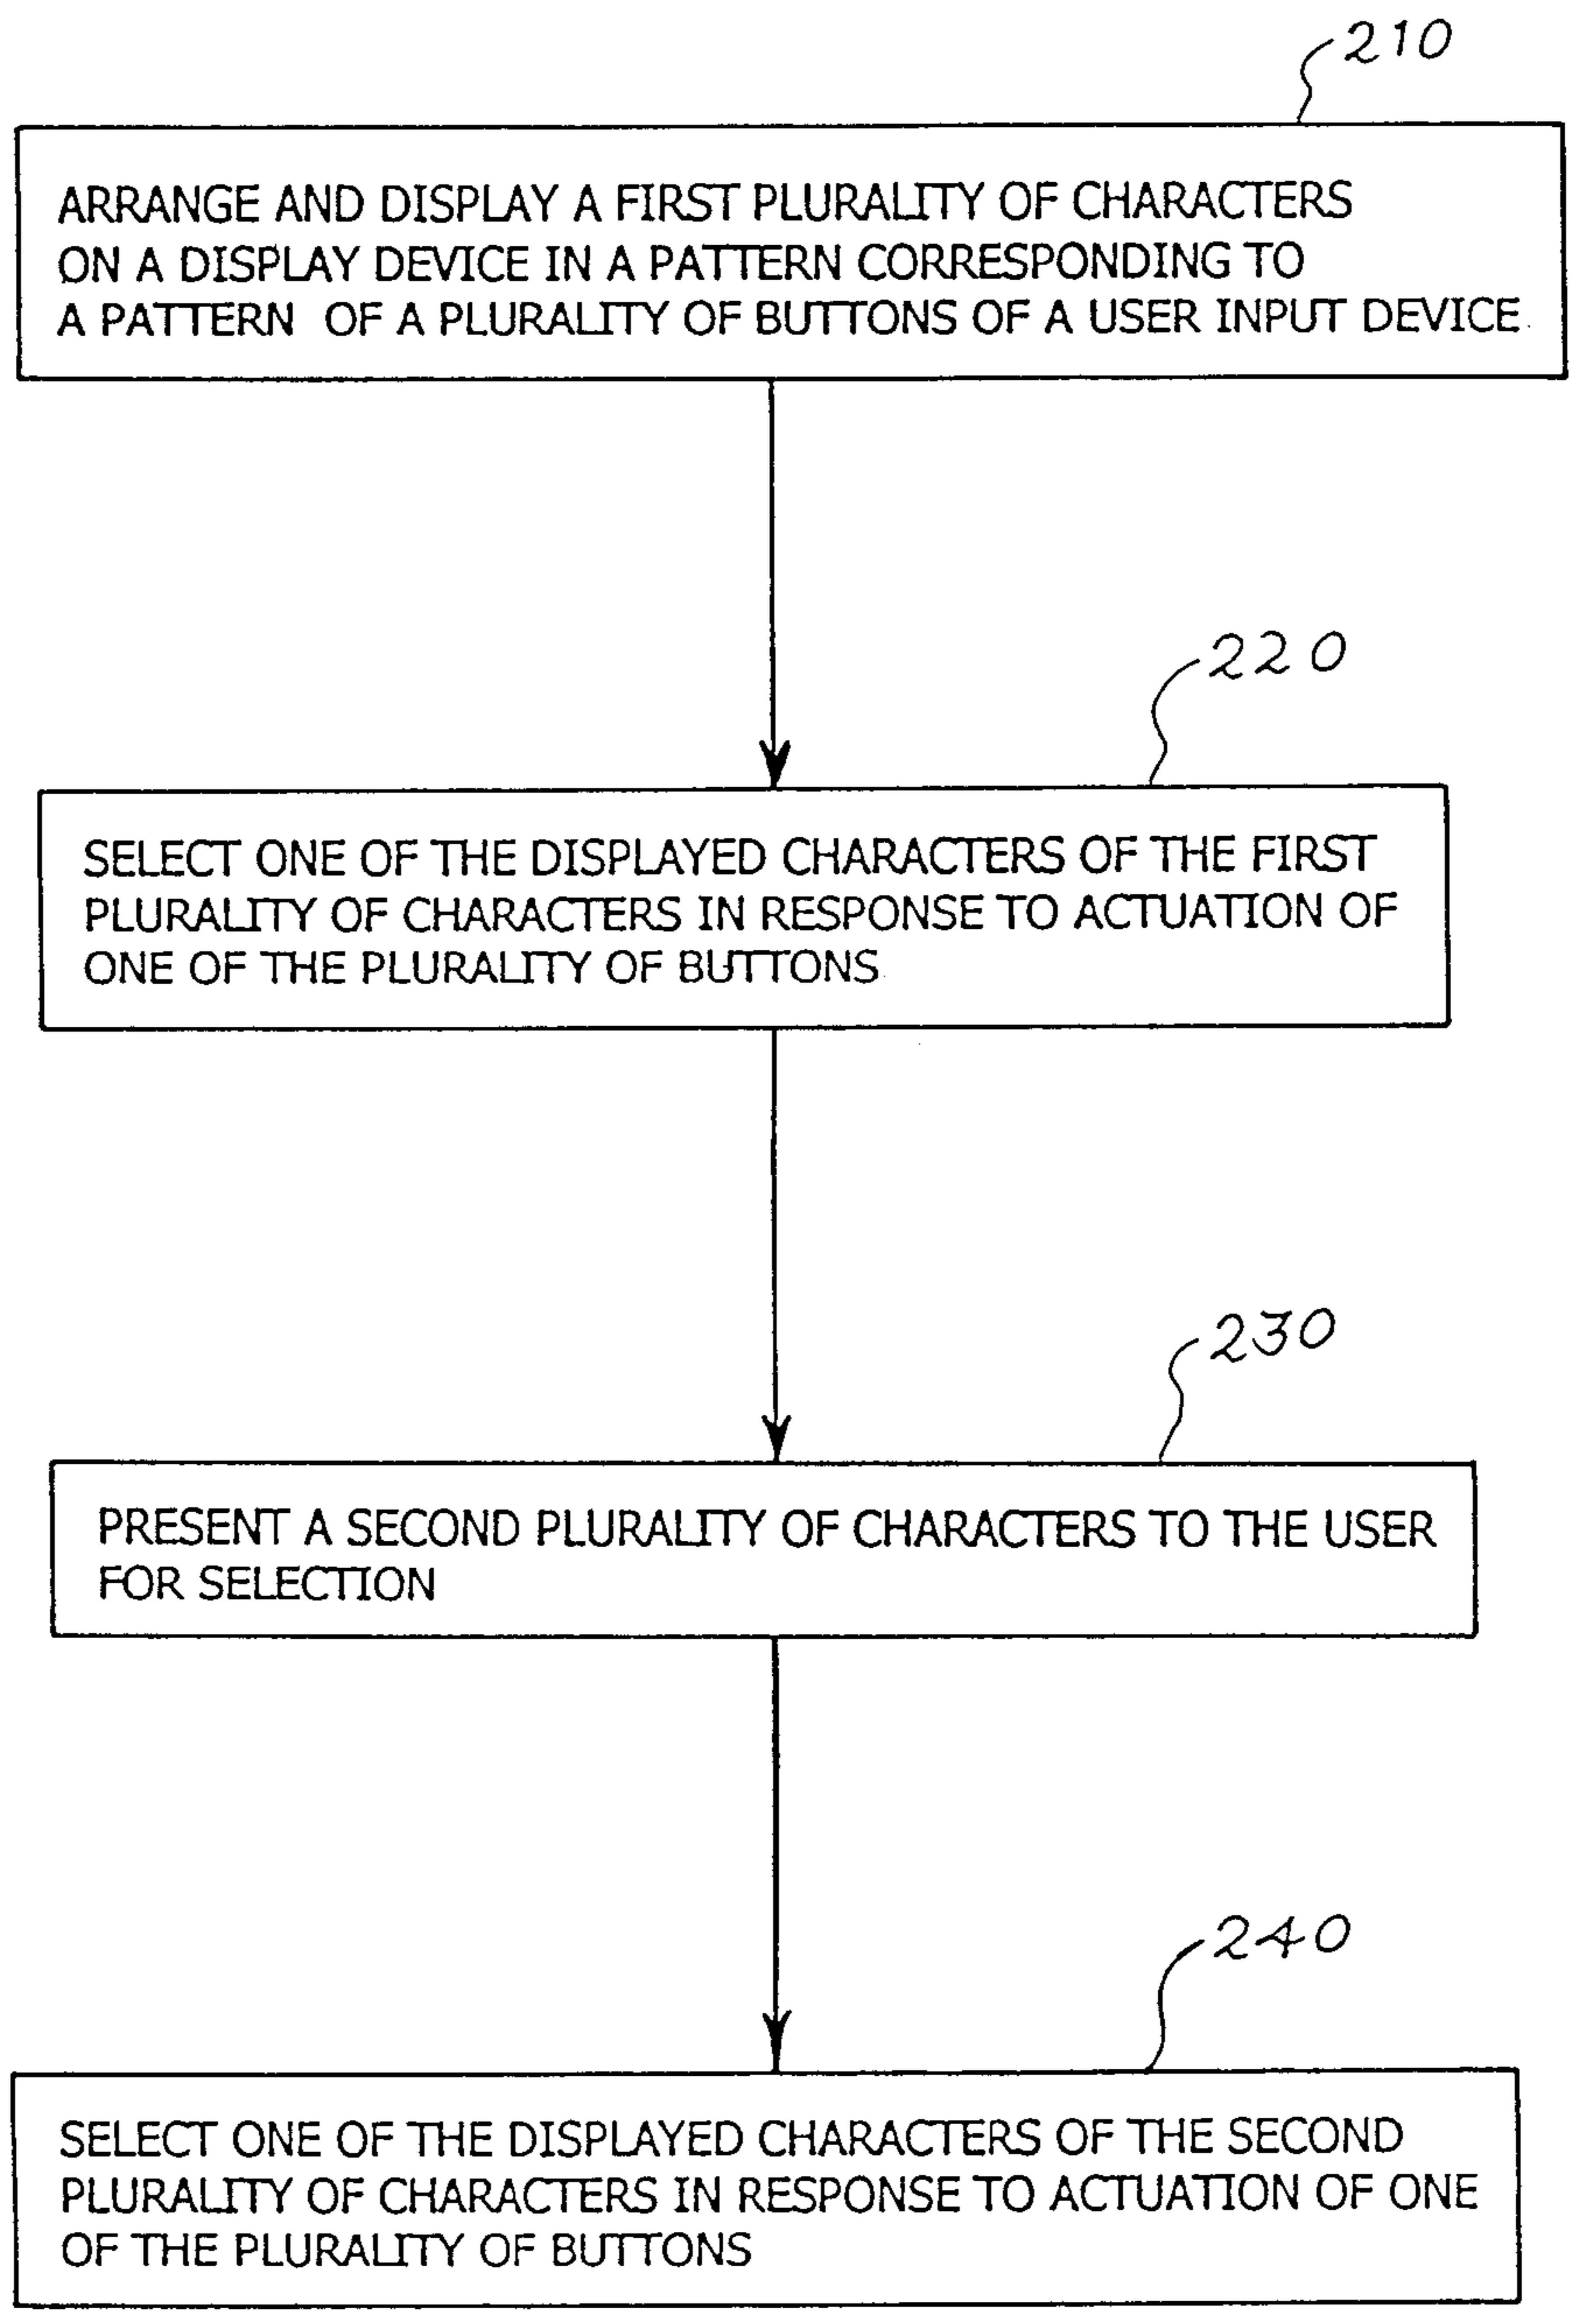 210
ARRANGE AND DISPLAY A FIRST PLURALITY OF CHARACTERS
ON A DISPLAY DEVICE IN A PATTERN CORRESPONDING TO
A PATTERN OF A PLURALITY OF BUTTONS OF A USER INPUT DEVICE
220
SELECT ONE OF THE DISPLAYED CHARACTERS OF THE FIRST
PLURALITY OF CHARACTERS IN RESPONSE TO ACTUATION OF
ONE OF THE PLURALITY OF BUTTONS
230
PRESENT A SECOND PLURALITY OF CHARACTERS TO THE USER
FOR SELECTION
240
SELECT ONE OF THE DISPLAYED CHARACTERS OF THE SECOND
PLURALITY OF CHARACTERS IN RESPONSE TO ACTUATION OF ONE
OF THE PLURALITY OF BUTTONS